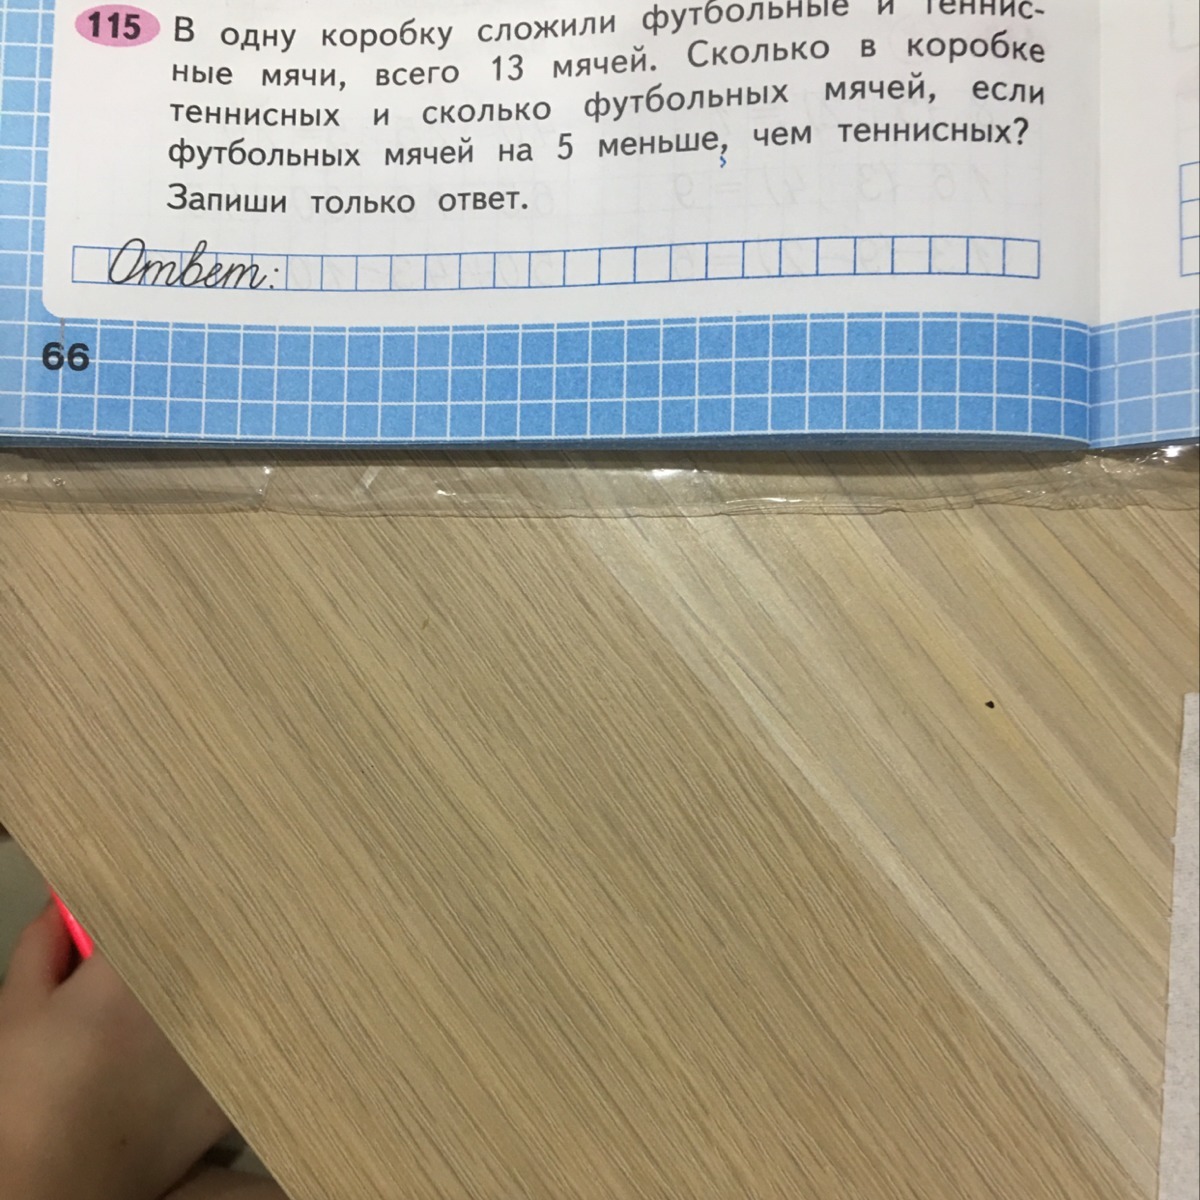 115 В одну коробку сложили футбольные и теннис-
ные мячи, всего 13 мячей. Сколько в коробке
теннисных и сколько футбольных мячей, если
футбольных мячей на 5 меньше, чем теннисных?
Запиши только ответ.
Ответ:
66